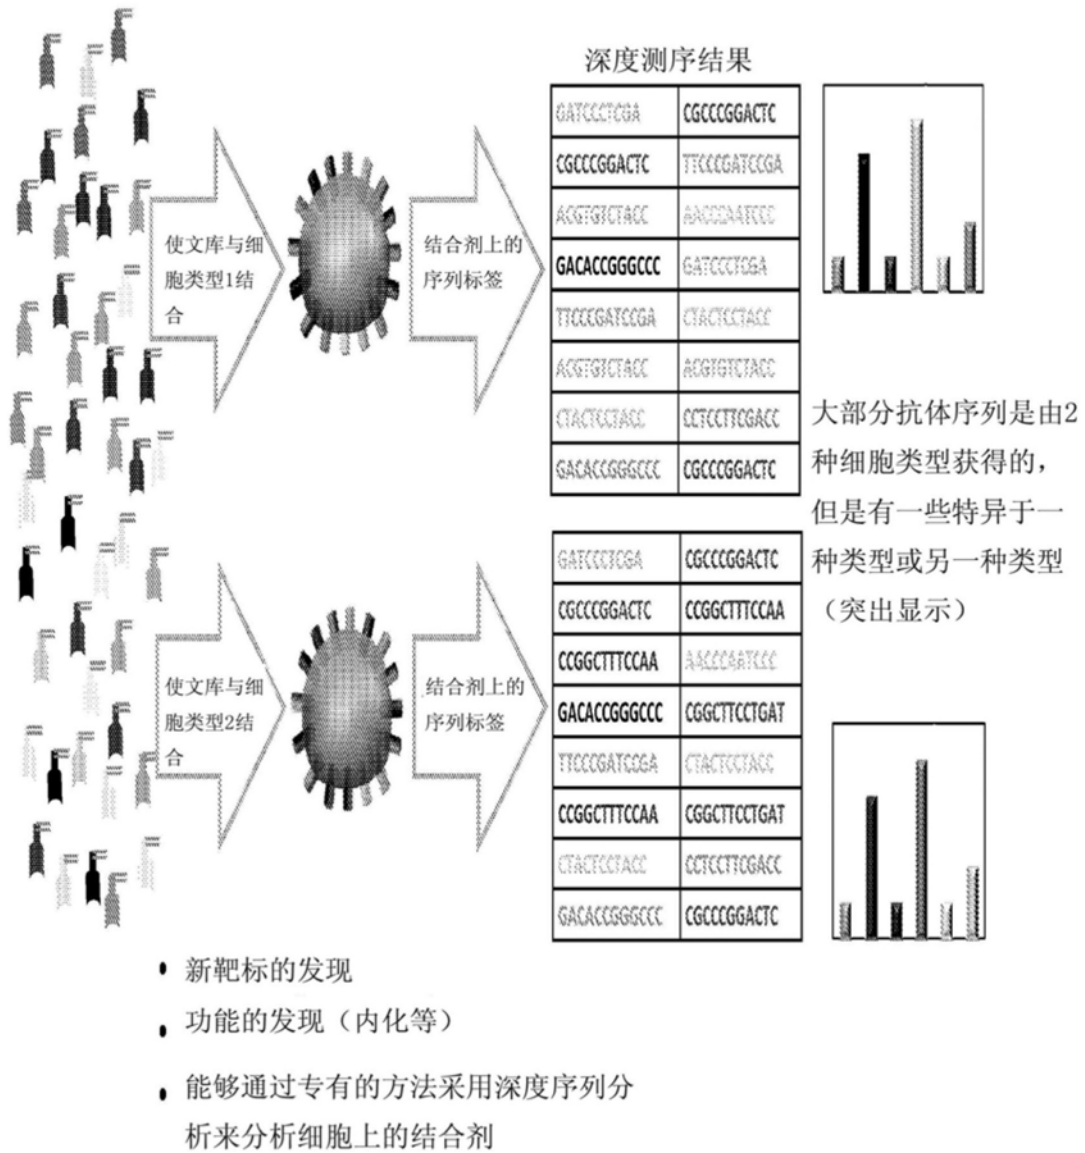 深度测序结果
GATCCCTCGA CGCCCGGACTC
CGCCCGGACTC TTCCCGATCCGA
ACGTGTCTACC AACCCAATCCC
GACACCGGGCCC GATCCCTCGA
TTCCCGATCCGA CTACTCCTACC
ACGTGTCTACC ACGTGTCTACC
CTACTCCTACC CCTCCTTCGACC
GACACCGGGCCC CGCCCGGACTC
使文库与细
胞类型1结
合
结合剂上的
序列标签
大部分抗体序列是由2
种细胞类型获得的，
但是有一些特异于一
种类型或另一种类型
（突出显示）
GATCCCTCGA CGCCCGGACTC
CGCCCGGACTC CCGGCTTTCCAA
CCGGCTTTCCAA AACCCAATCCC
GACACCGGGCCC CGGCTTCCTGAT
TTCCCGATCCGA CTACTCCTACC
CCGGCTTTCCAA CGGCTTCCTGAT
CTACTCCTACC CCTCCTTCGACC
GACACCGGGCCC CGCCCGGACTC
使文库与细
胞类型2结
合
结合剂上的
序列标签
• 新靶标的发现
• 功能的发现（内化等）
• 能够通过专有的方法采用深度序列分
析来分析细胞上的结合剂